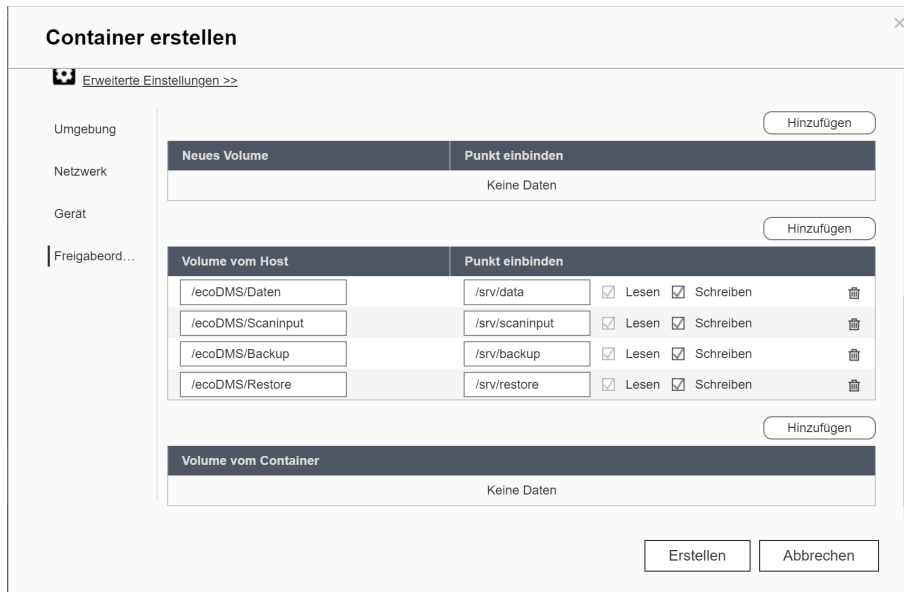 Container erstellen
Erweiterte Einstellungen >>
Umgebung
Netzwerk
Gerät
Freigabeord...
Hinzufügen
Neues Volume Punkt einbinden
Keine Daten
Hinzufügen
Volume vom Host Punkt einbinden
/ecoDMS/Daten /srv/data Lesen Schreiben
/ecoDMS/Scaninput /srv/scaninput Lesen Schreiben
/ecoDMS/Backup /srv/backup Lesen Schreiben
/ecoDMS/Restore /srv/restore Lesen Schreiben
Hinzufügen
Volume vom Container
Keine Daten
Erstellen Abbrechen